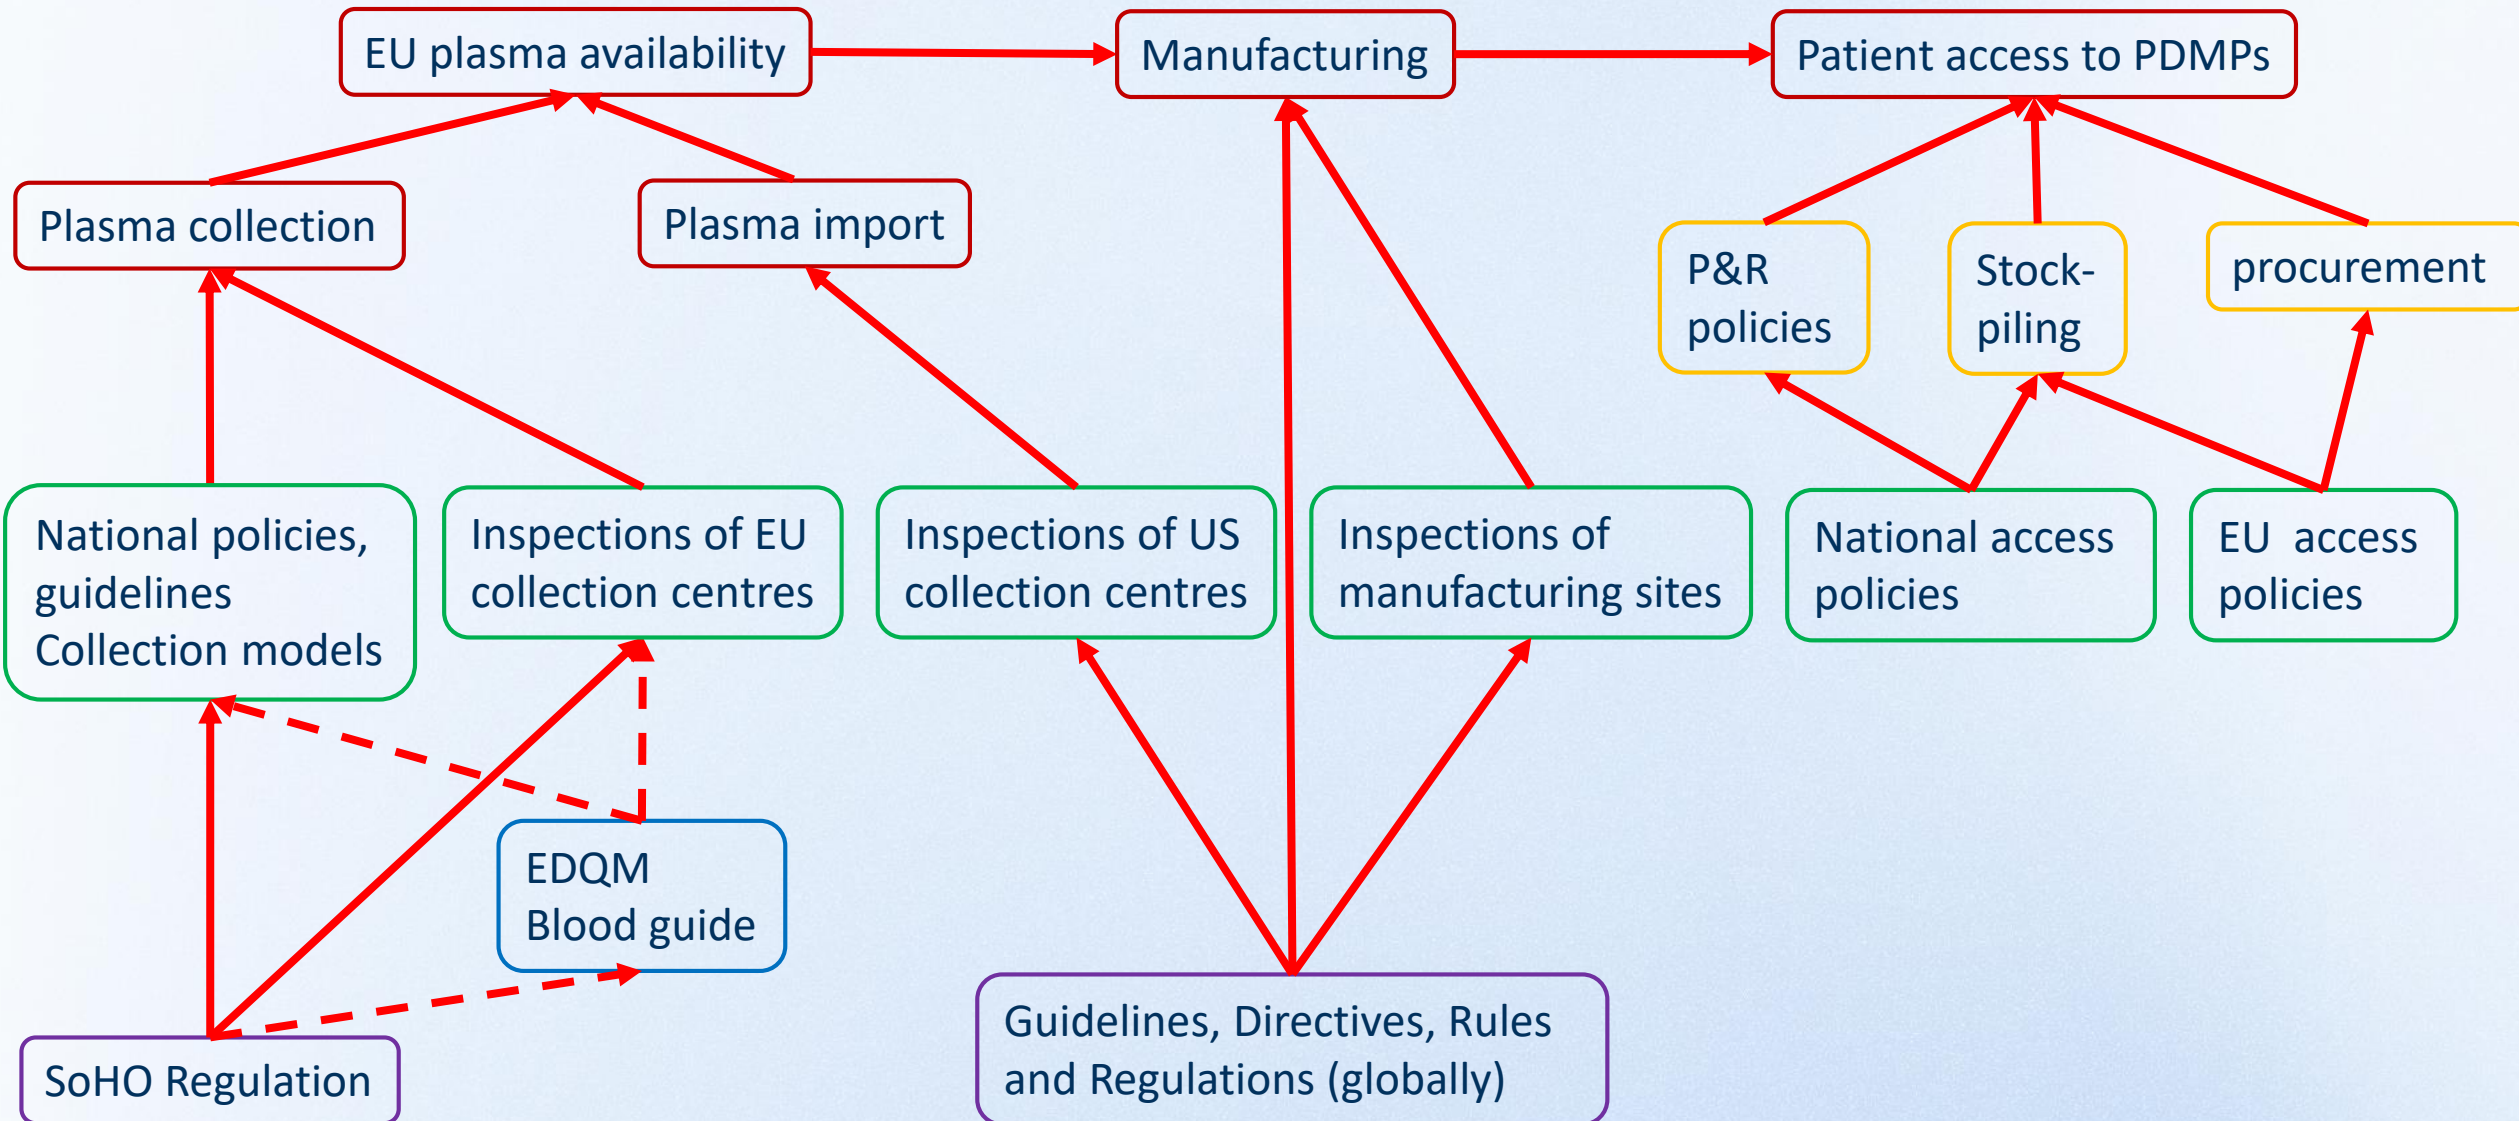 EU plasma availability
Manufacturing
Patient access to PDMPs
Plasma collection
Plasma import
P&R
policies
Stock-
piling
procurement
National policies,
guidelines
Collection models
Inspections of EU
collection centres
Inspections of US
collection centres
Inspections of
manufacturing sites
National access
policies
EU  access
policies
EDQM
Blood guide
SoHO Regulation
Guidelines, Directives, Rules
and Regulations (globally)